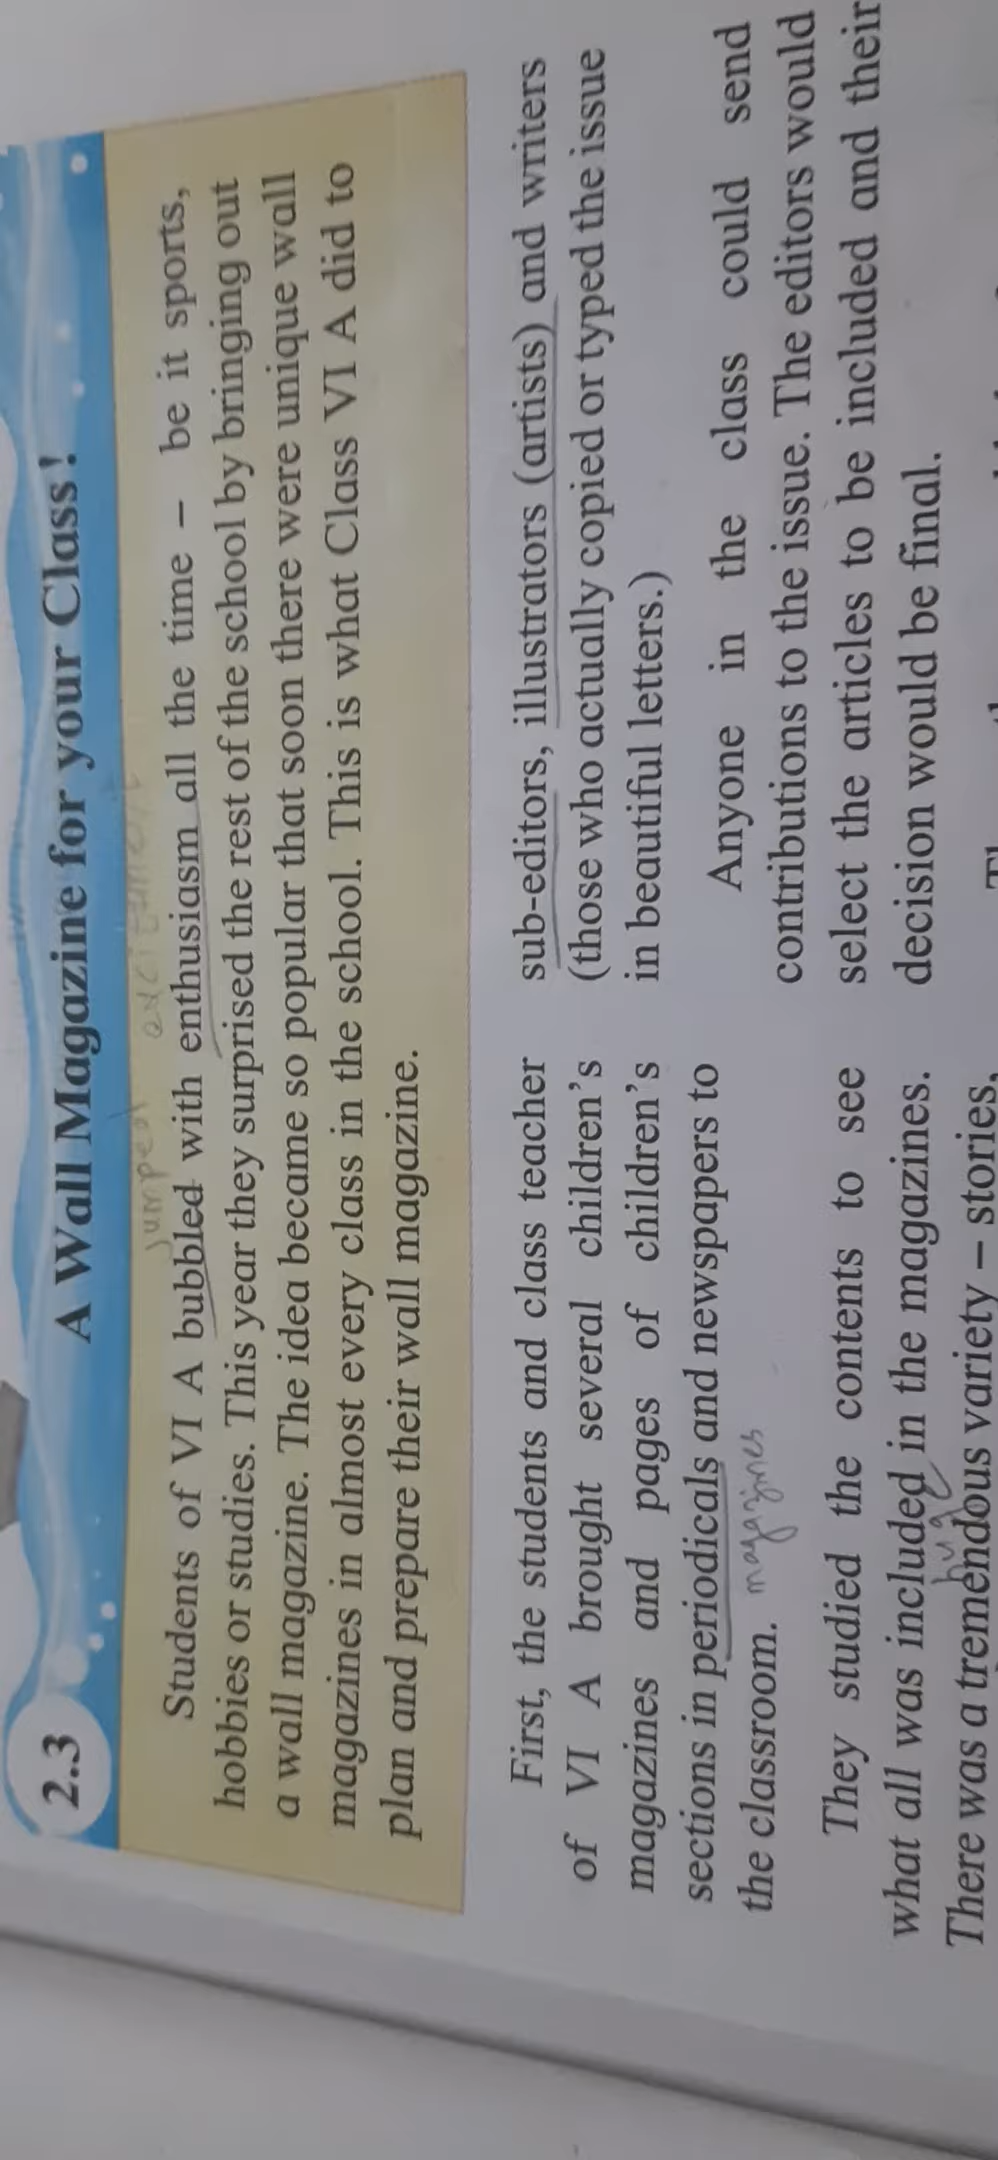 2.3
A Wall Magazine for your Class!
jumped excitement
Students of VI A bubbled with enthusiasm all the time – be it sports,
hobbies or studies. This year they surprised the rest of the school by bringing out
a wall magazine. The idea became so popular that soon there were unique wall
magazines in almost every class in the school. This is what Class VI A did to
plan and prepare their wall magazine.
First, the students and class teacher
of VI A brought several children's
magazines and pages of children's
sections in periodicals and newspapers to
the classroom.
magazines
They studied the contents to see
what all was included in the magazines.
huge
There was a tremendous variety – stories,
sub-editors, illustrators (artists) and writers
(those who actually copied or typed the issue
in beautiful letters.)
Anyone in the class could send
contributions to the issue. The editors would
select the articles to be included and their
decision would be final.